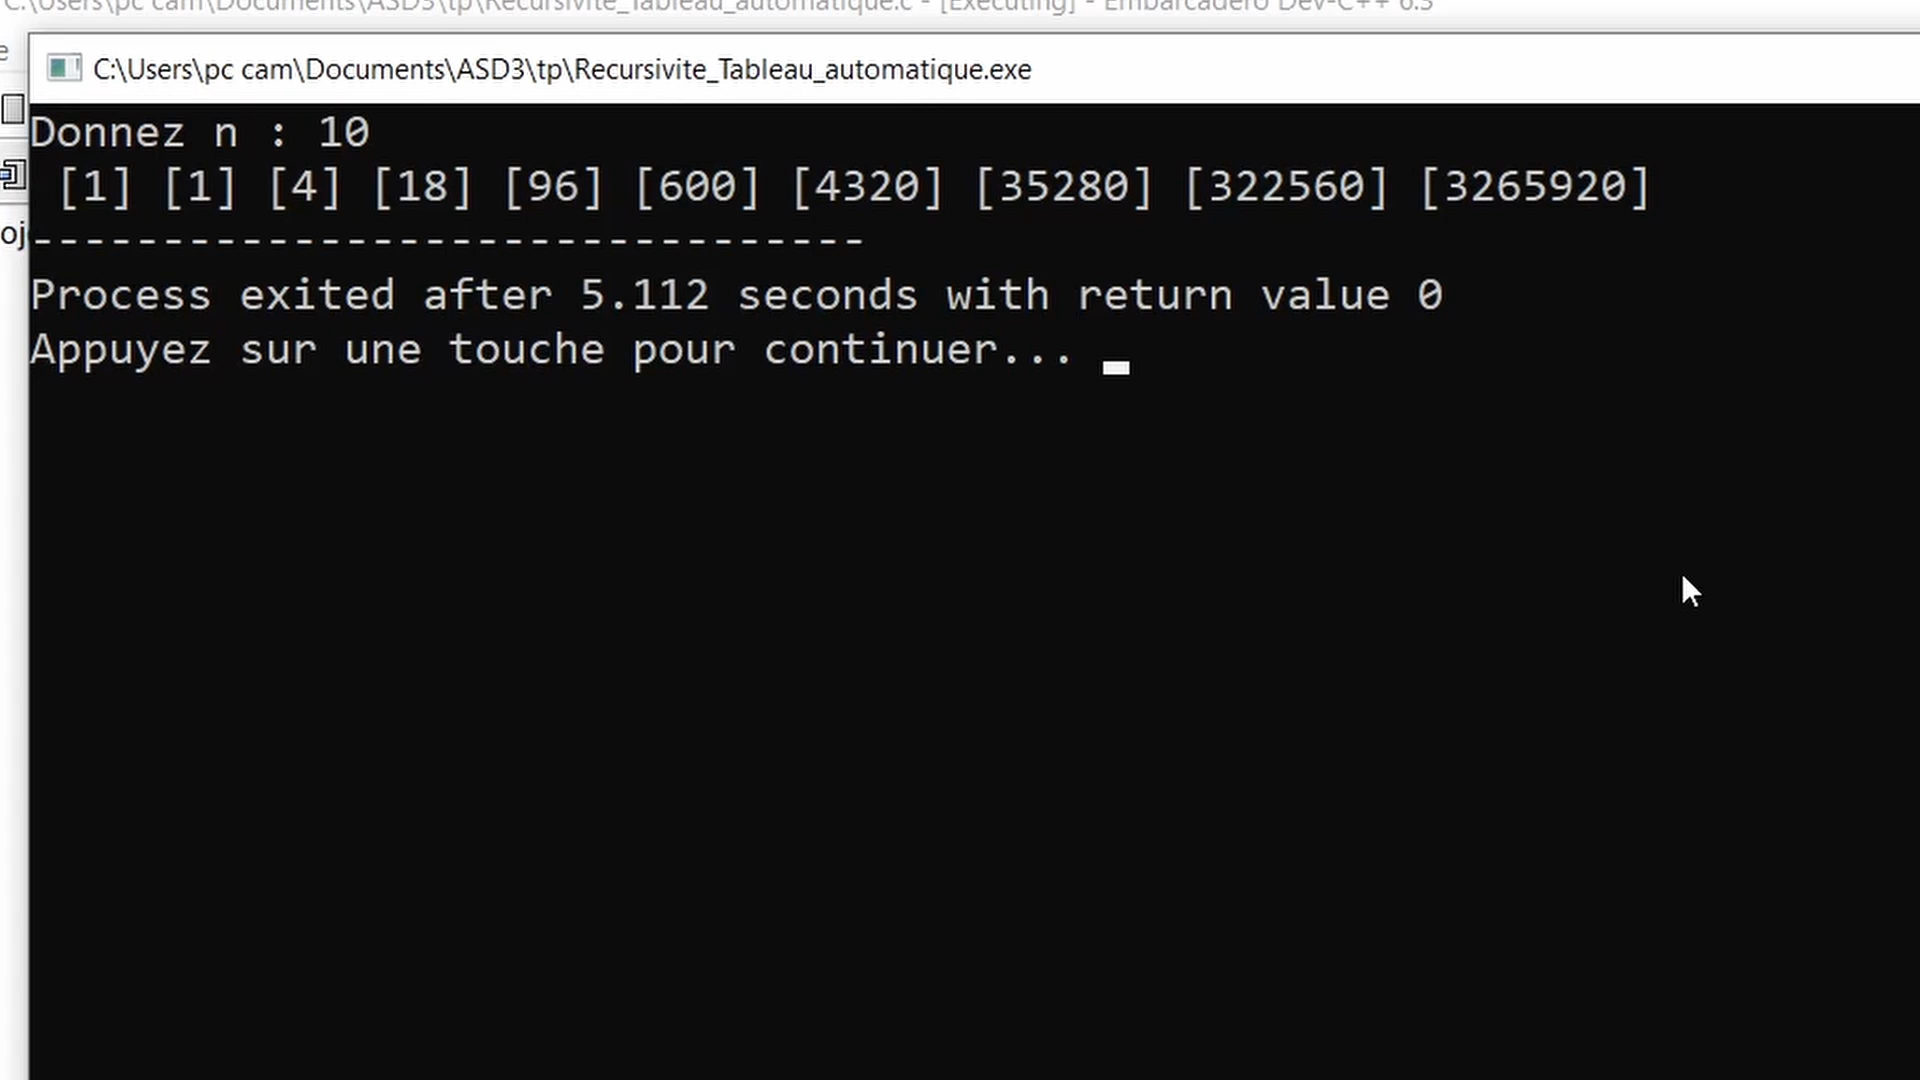 C:\Users\pc cam\Documents\ASD3\tp\Recursivite_Tableau_automatique.c - [Executing] - Embarcadero Dev-C++ 6.3
C:\Users\pc cam\Documents\ASD3\tp\Recursivite_Tableau_automatique.exe
Donnez n : 10
[1] [1] [4] [18] [96] [600] [4320] [35280] [322560] [3265920]
--------------------------------
Process exited after 5.112 seconds with return value 0
Appuyez sur une touche pour continuer...